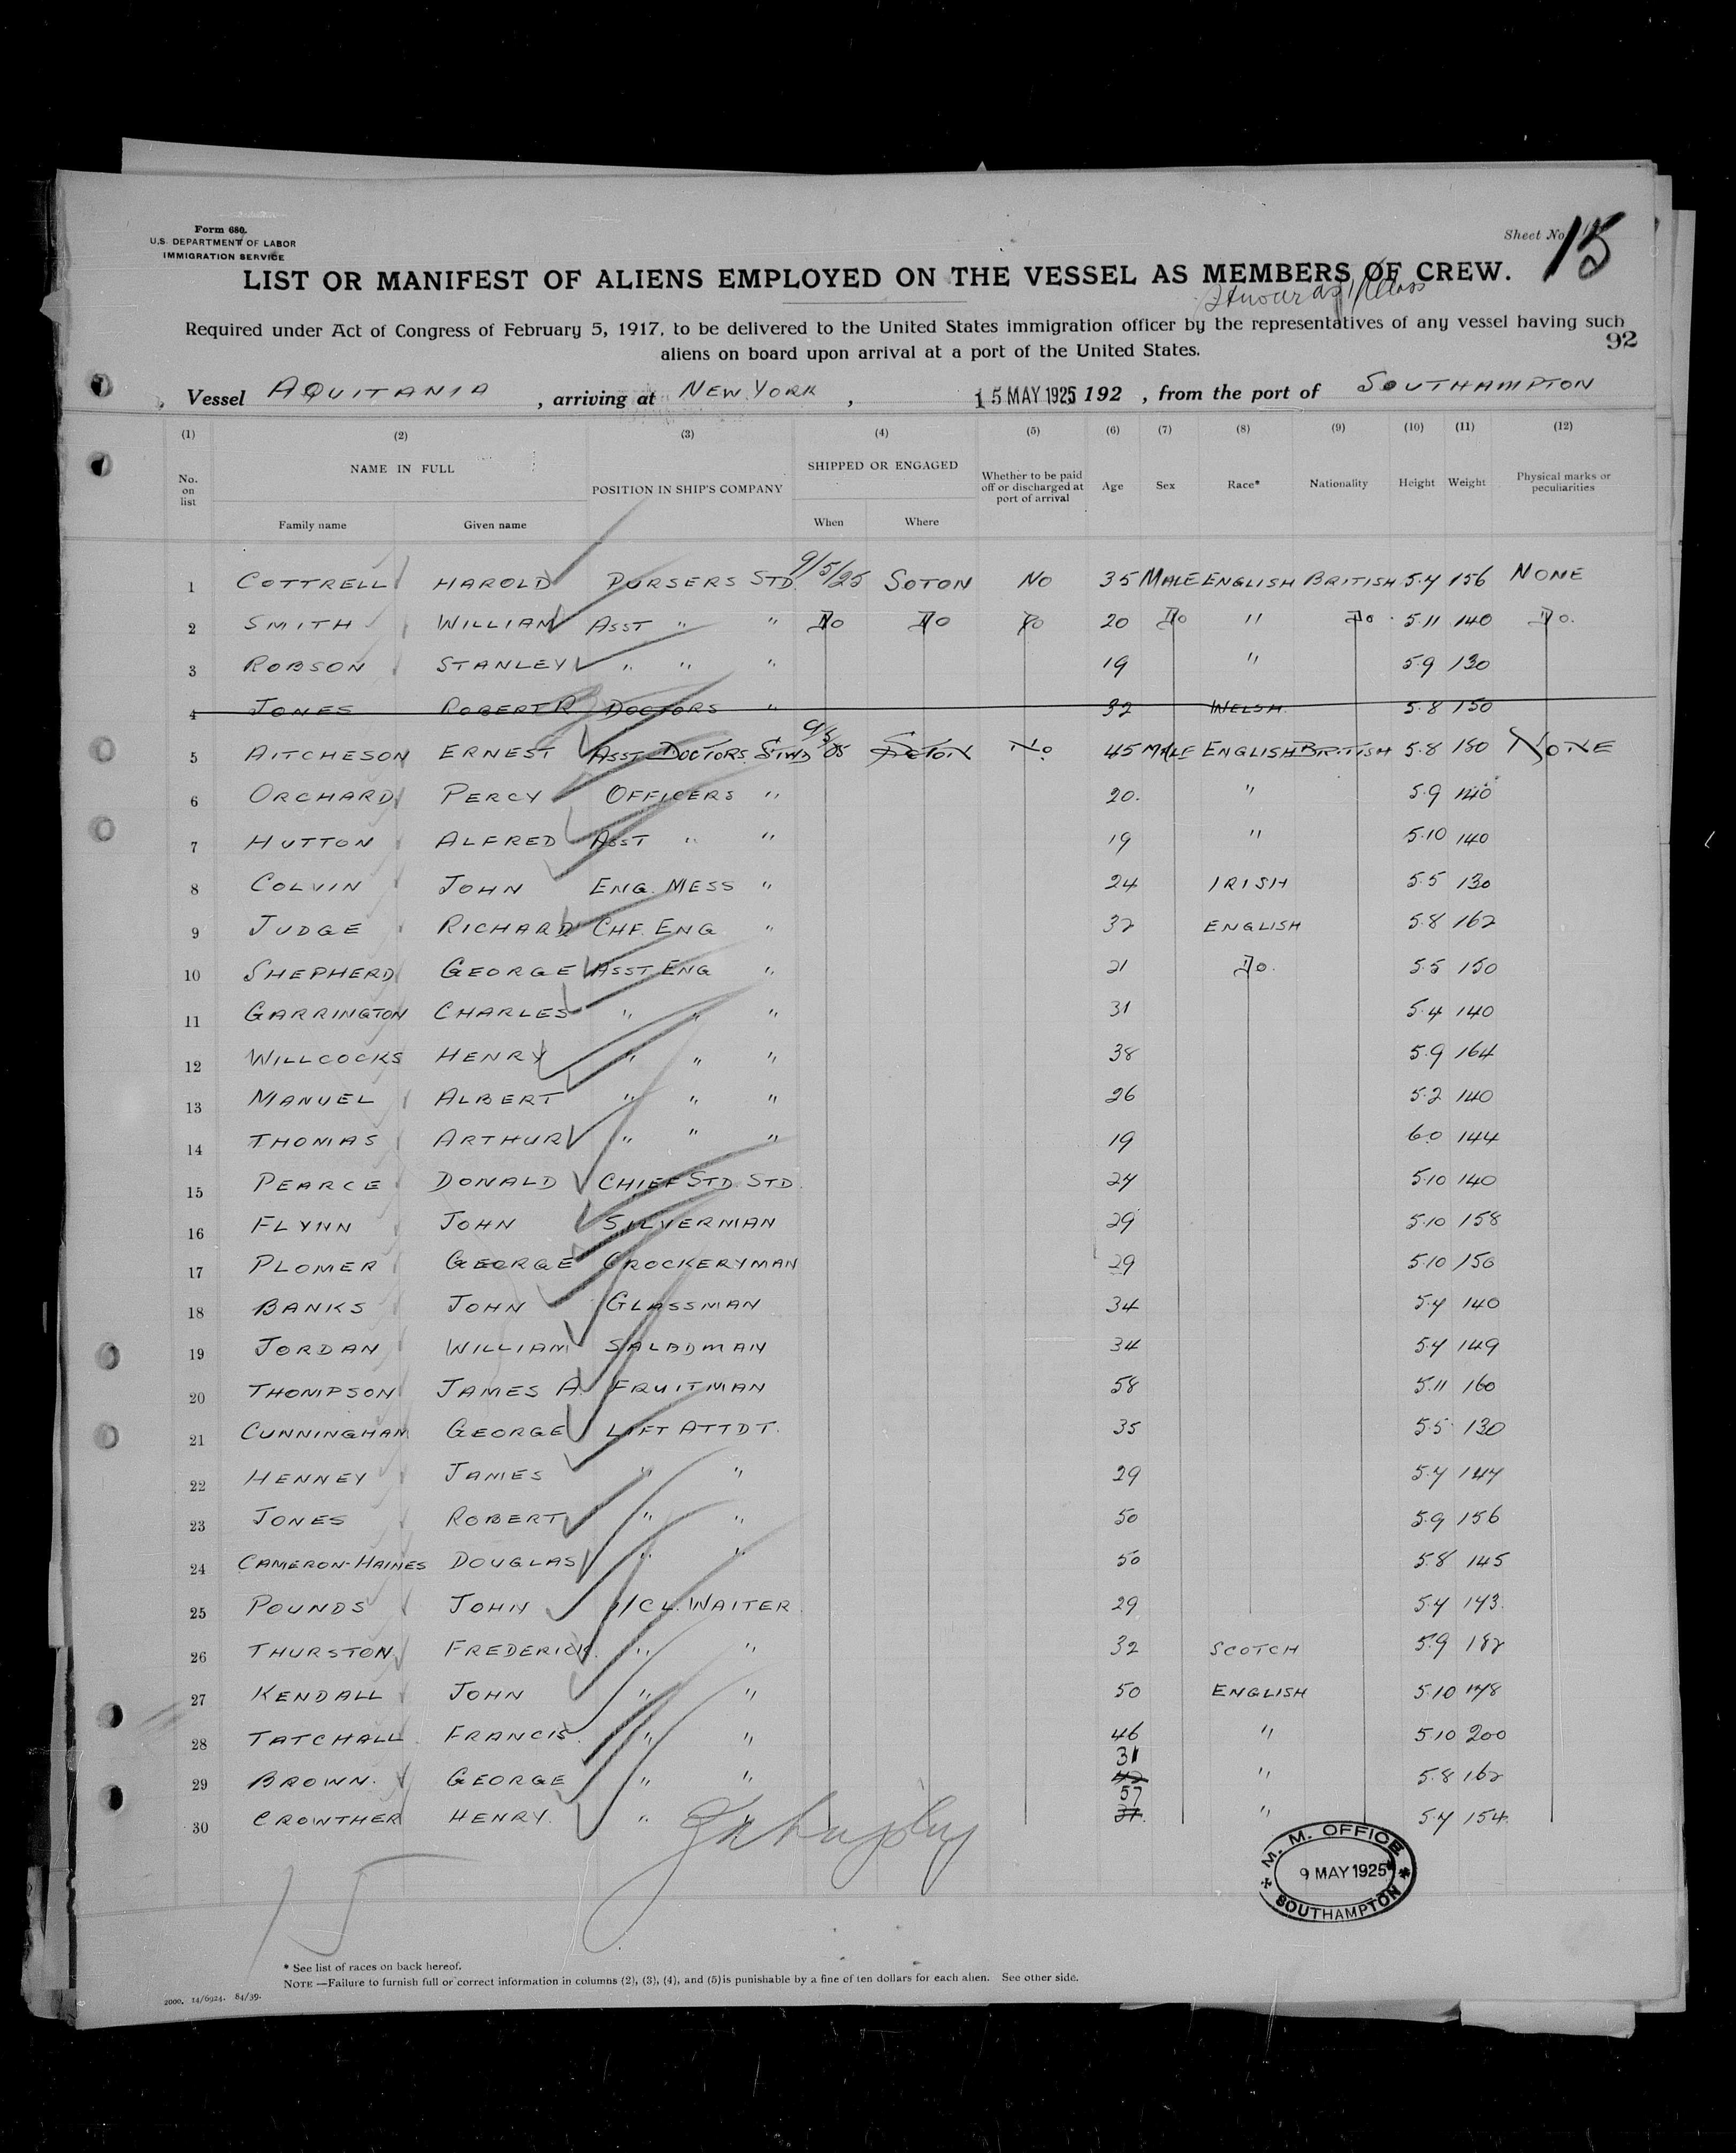 Form 680.
U.S. DEPARTMENT OF LABOR
IMMIGRATION SERVICE
Sheet No. 15
LIST OR MANIFEST OF ALIENS EMPLOYED ON THE VESSEL AS MEMBERS OF CREW.
Required under Act of Congress of February 5, 1917, to be delivered to the United States immigration officer by the representatives of any vessel having such
92
aliens on board upon arrival at a port of the United States.
Vessel AQUITANIA , arriving at NEW YORK , 15 MAY 1925 192 , from the port of SOUTHAMPTON
(1) (2) (3) (4) (5) (6) (7) (8) (9) (10) (11) (12)
No. on list NAME IN FULL POSITION IN SHIP'S COMPANY SHIPPED OR ENGAGED Whether to be paid off or discharged at port of arrival Age Sex Race* Nationality Height Weight Physical marks or peculiarities
Family name Given name When Where
1 COTTRELL HAROLD PURSERS STD. 9/5/25 SOTON NO 35 MALE ENGLISH BRITISH 5.4 156 NONE
2 SMITH WILLIAM ASST " " Do Do Do 20 Do " Do 5.11 140 Do.
3 ROBSON STANLEY " " " 19 " 5.9 130
4 JONES ROBERT R DOCTORS " 32 WELSH. 5.8 150
5 AITCHESON ERNEST ASST DOCTORS STWD 9/5/25 SOTON No. 45 MALE ENGLISH BRITISH 5.8 150 NONE
6 ORCHARD PERCY OFFICERS " 20. " 5.9 140
7 HUTTON ALFRED ASST " " 19 " 5.10 140
8 COLVIN JOHN ENG. MESS " 24 IRISH 5.5 130
9 JUDGE RICHARD CHF. ENG " 32 ENGLISH 5.8 162
10 SHEPHERD GEORGE ASST ENG " 21 Do. 5.5 150
11 GARRINGTON CHARLES " " " 31 5.4 140
12 WILLCOCKS HENRY " " " 38 5.9 164
13 MANUEL ALBERT " " " 26 5.2 140
14 THOMAS ARTHUR " " " 19 6.0 144
15 PEARCE DONALD CHIEF STD. STD. 24 5.10 140
16 FLYNN JOHN SILVERMAN 29 5.10 158
17 PLOMER GEORGE CROCKERYMAN 29 5.10 150
18 BANKS JOHN GLASSMAN 34 5.4 140
19 JORDAN WILLIAM SALADMAN 34 5.4 149
20 THOMPSON JAMES A. FRUITMAN 58 5.11 160
21 CUNNINGHAM GEORGE LIFT ATTDT. 35 5.5 130
22 HENNEY JAMES " " 29 5.4 144
23 JONES ROBERT " " 50 5.9 156
24 CAMERON-HAINES DOUGLAS " " 50 5.8 145
25 POUNDS JOHN 1/CL. WAITER 29 5.4 143.
26 THURSTON FREDERICK. " " 32 SCOTCH 5.9 182
27 KENDALL JOHN " " 50 ENGLISH 5.10 148
28 TATCHALL FRANCIS. " " 46 " 5.10 200
29 BROWN. GEORGE " " 31 42 " 5.8 162
30 CROWTHER HENRY. " " 57 31. " 5.4 154.
M. M. OFFICE
9 MAY 1925
SOUTHAMPTON
15
* See list of races on back hereof.
NOTE —Failure to furnish full or correct information in columns (2), (3), (4), and (5) is punishable by a fine of ten dollars for each alien. See other side.
2000. 14/6924. 84/39.